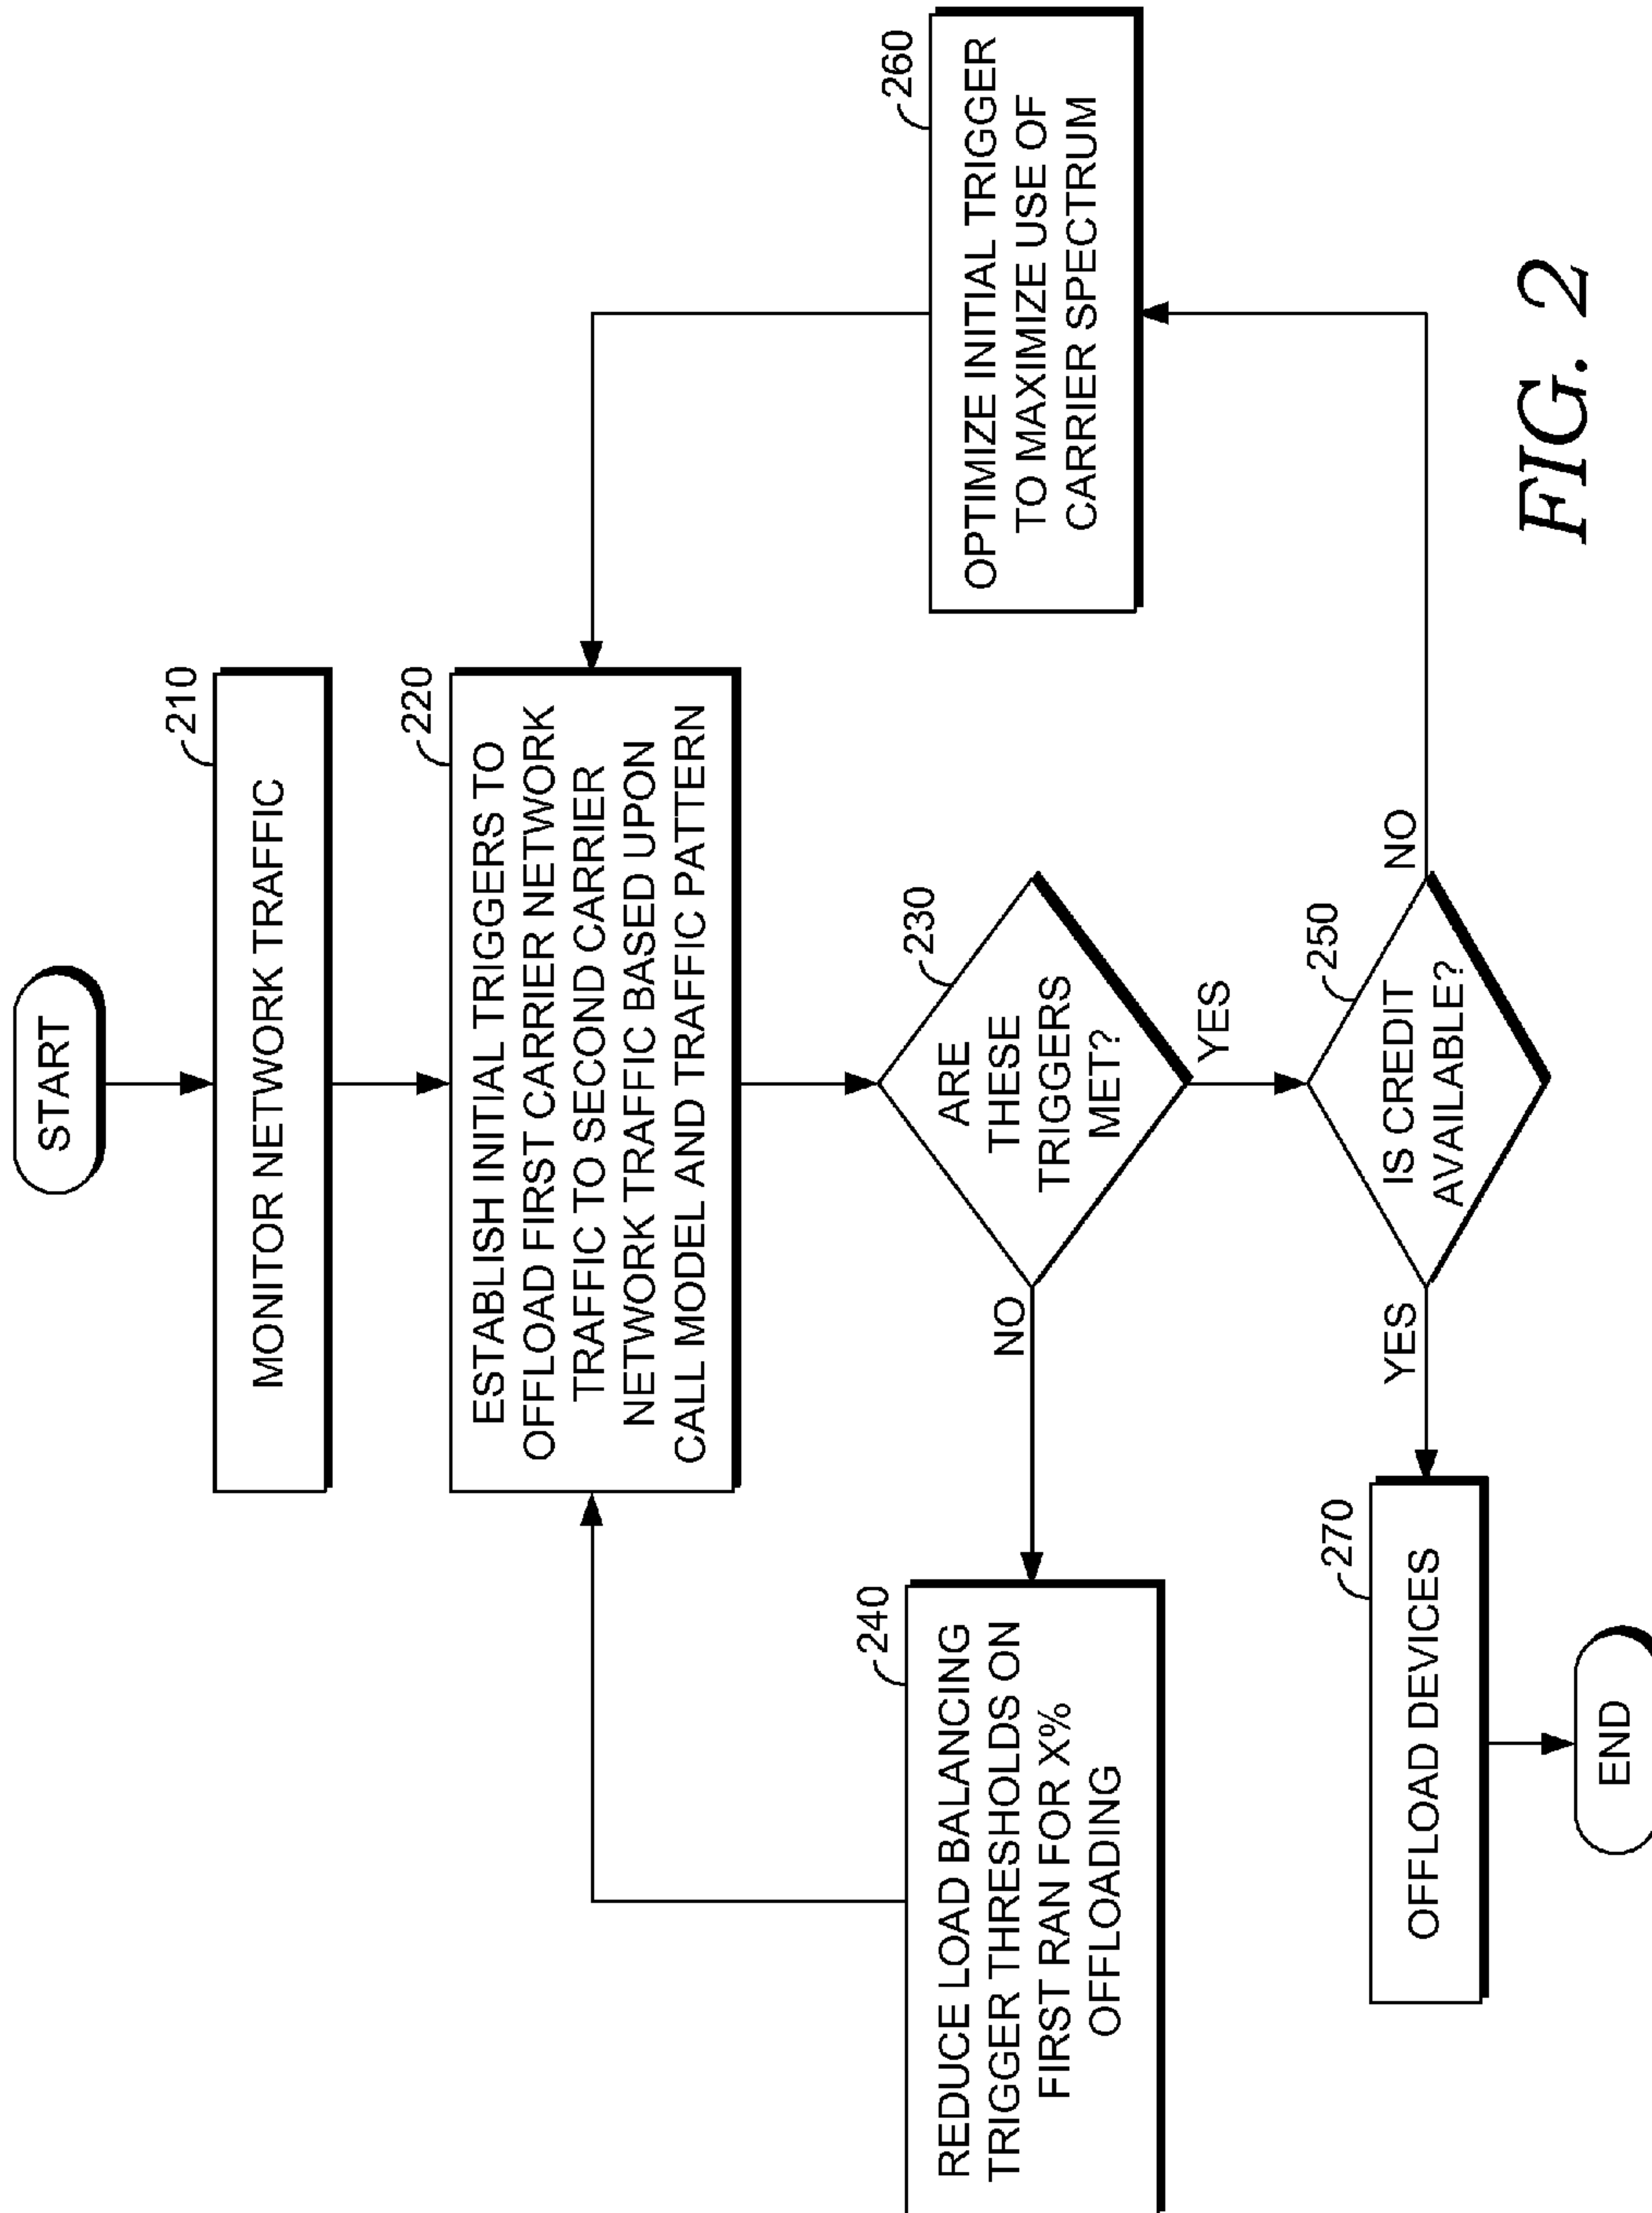 START
210
MONITOR NETWORK TRAFFIC
220
ESTABLISH INITIAL TRIGGERS TO
OFFLOAD FIRST CARRIER NETWORK
TRAFFIC TO SECOND CARRIER
NETWORK TRAFFIC BASED UPON
CALL MODEL AND TRAFFIC PATTERN
230
ARE
THESE
TRIGGERS
MET?
NO
YES
240
REDUCE LOAD BALANCING
TRIGGER THRESHOLDS ON
FIRST RAN FOR X%
OFFLOADING
250
IS CREDIT
AVAILABLE?
YES
NO
260
OPTIMIZE INITIAL TRIGGER
TO MAXIMIZE USE OF
CARRIER SPECTRUM
270
OFFLOAD DEVICES
END
FIG. 2